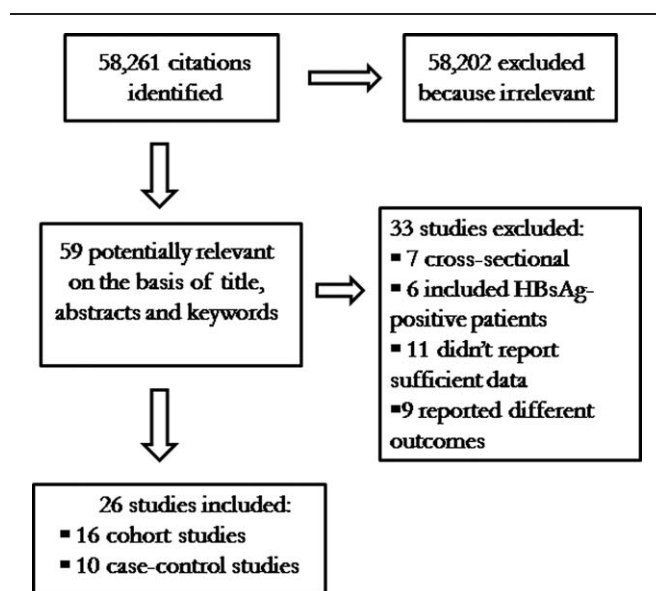 58,261 citations
identified
58,202 excluded
because irrelevant
59 potentially relevant
on the basis of title,
abstracts and keywords
33 studies excluded:
▪ 7 cross-sectional
▪ 6 included HBsAg-
positive patients
▪ 11 didn't report
sufficient data
▪9 reported different
outcomes
26 studies included:
▪ 16 cohort studies
▪ 10 case-control studies